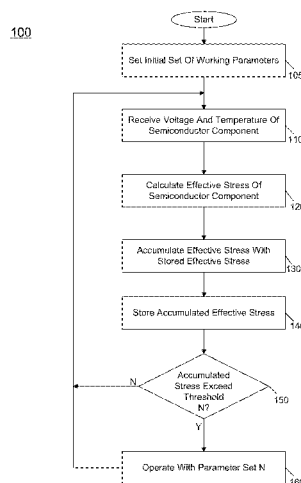 100
Start
Set Initial Set Of Working Parameters
105
Receive Voltage And Temperature Of
Semiconductor Component
110
Calculate Effective Stress Of
Semiconductor Component
120
Accumulate Effective Stress With
Stored Effective Stress
130
Store Accumulated Effective Stress
140
Accumulated
Stress Exceed
Threshold
N?
N
150
Y
Operate With Parameter Set N
160